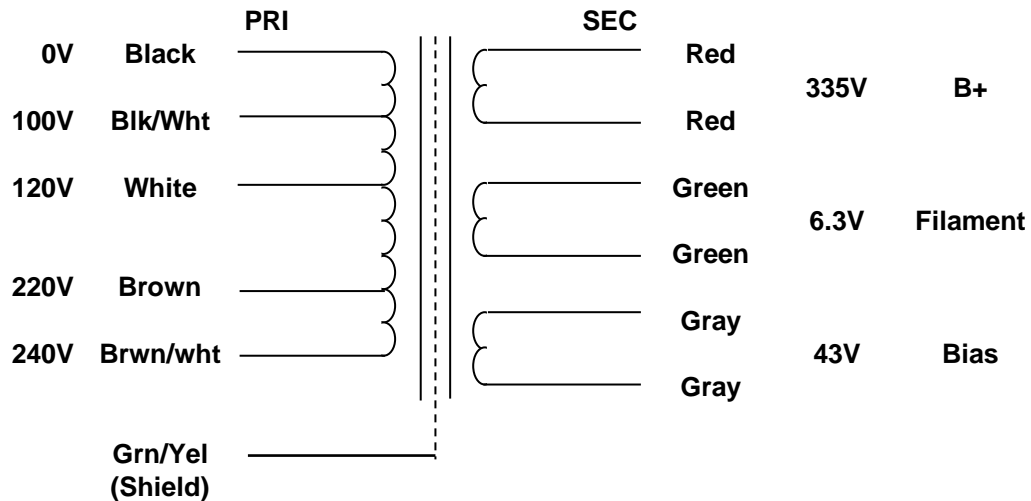 PRI SEC
0V Black Red
335V B+
100V Blk/Wht Red
120V White Green
6.3V Filament
Green
220V Brown
Gray
240V Brwn/wht 43V Bias
Gray
Grn/Yel
(Shield)